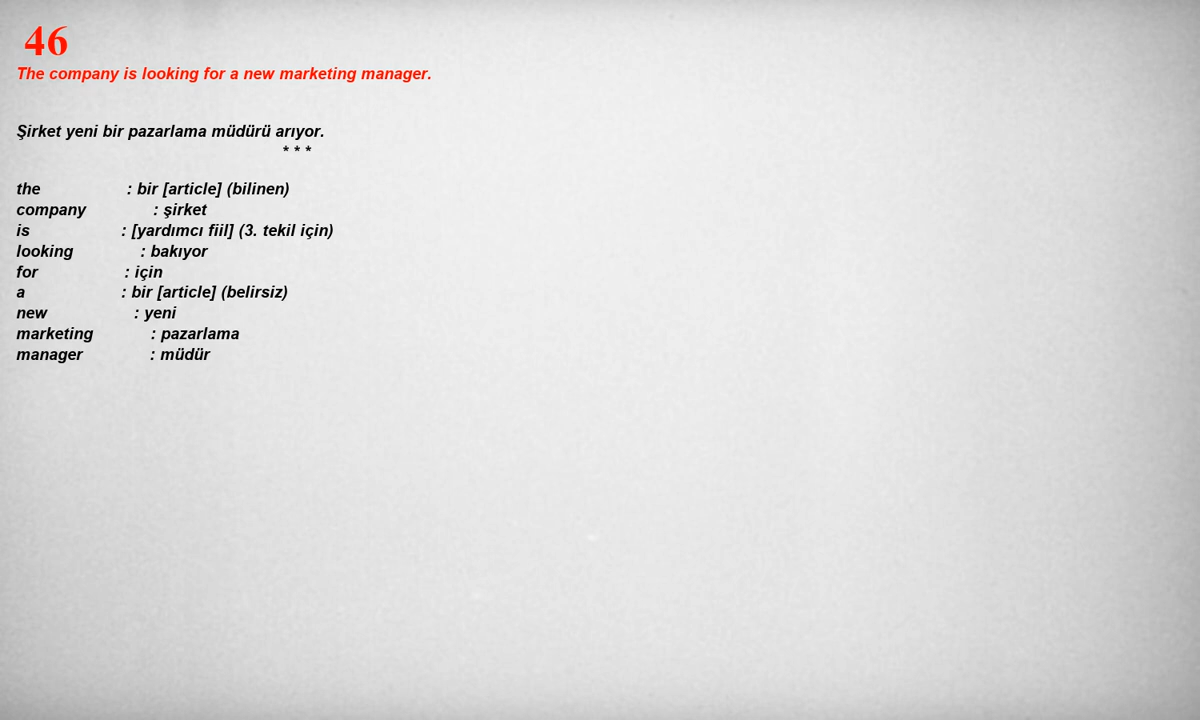 46
The company is looking for a new marketing manager.
Şirket yeni bir pazarlama müdürü arıyor.
* * *
the : bir [article] (bilinen)
company : şirket
is : [yardımcı fiil] (3. tekil için)
looking : bakıyor
for : için
a : bir [article] (belirsiz)
new : yeni
marketing : pazarlama
manager : müdür